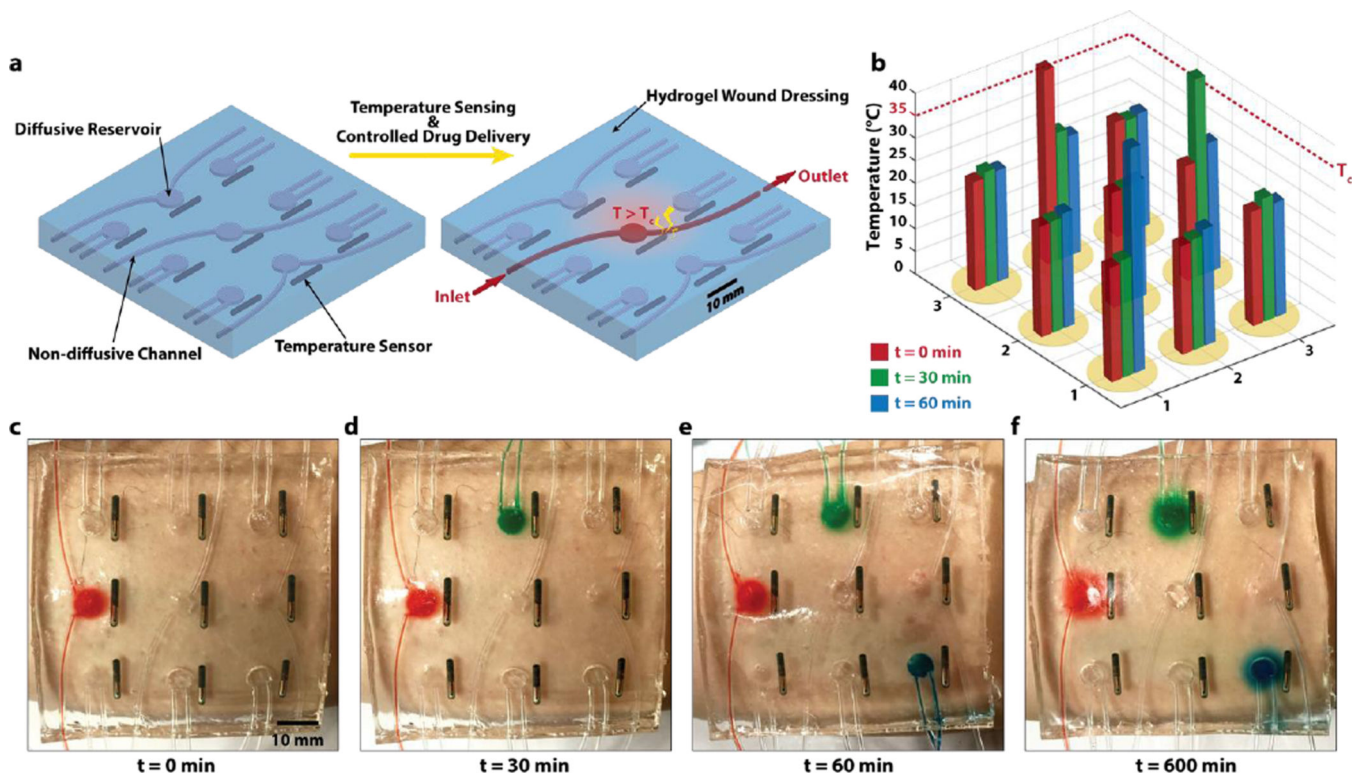 a
Diffusive Reservoir
Temperature Sensing
&
Controlled Drug Delivery
Hydrogel Wound Dressing
Outlet
T > Tc
Inlet
10 mm
Non-diffusive Channel
Temperature Sensor
b
Temperature (°C)
40
35
30
25
20
15
10
5
0
Tc
3
2
1
1
2
3
t = 0 min
t = 30 min
t = 60 min
c
d
e
f
10 mm
t = 0 min
t = 30 min
t = 60 min
t = 600 min